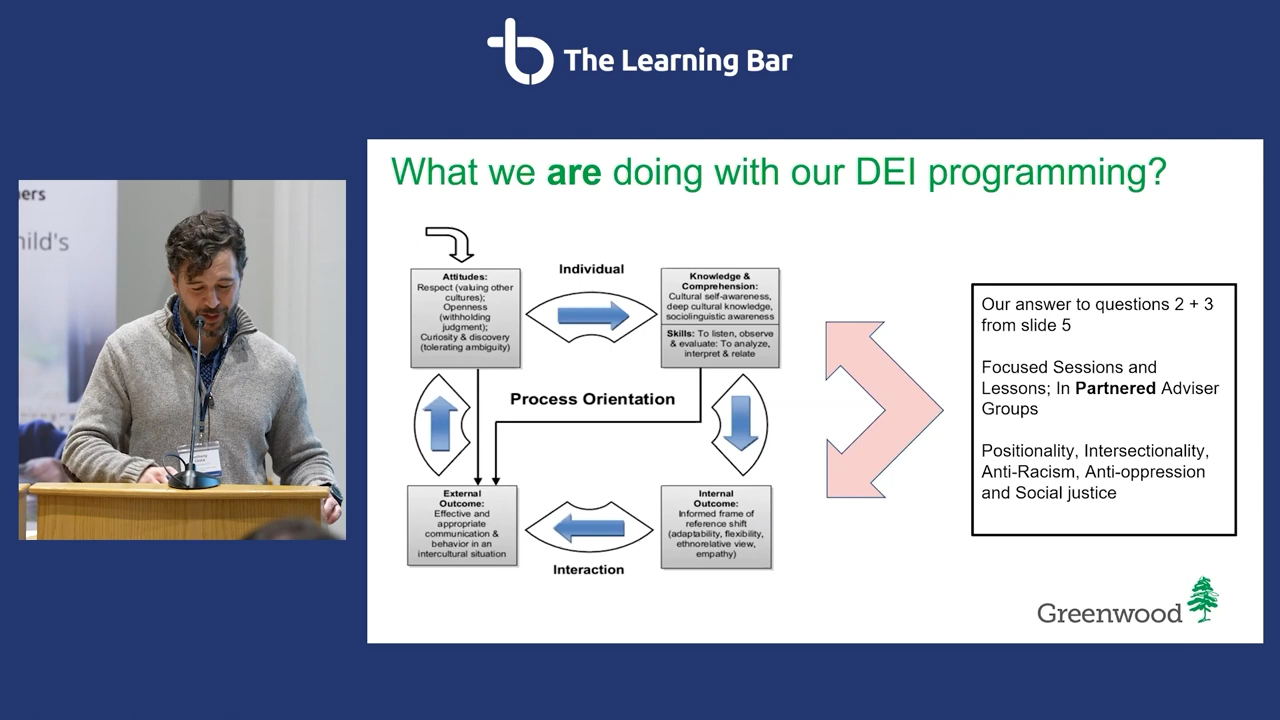 The Learning Bar
ners
hild's
What we are doing with our DEI programming?
Individual
Attitudes:
Respect (valuing other
cultures);
Openness
(withholding
judgment);
Curiosity & discovery
(tolerating ambiguity)
Knowledge &
Comprehension:
Cultural self-awareness,
deep cultural knowledge,
sociolinguistic awareness
Skills: To listen, observe
& evaluate: To analyze,
interpret & relate
Process Orientation
External
Outcome:
Effective and
appropriate
communication &
behavior in an
intercultural situation
Internal
Outcome:
Informed frame of
reference shift
(adaptability, flexibility,
ethnorelative view,
empathy)
Interaction
Our answer to questions 2 + 3
from slide 5
Focused Sessions and
Lessons; In Partnered Adviser
Groups
Positionality, Intersectionality,
Anti-Racism, Anti-oppression
and Social justice
Greenwood